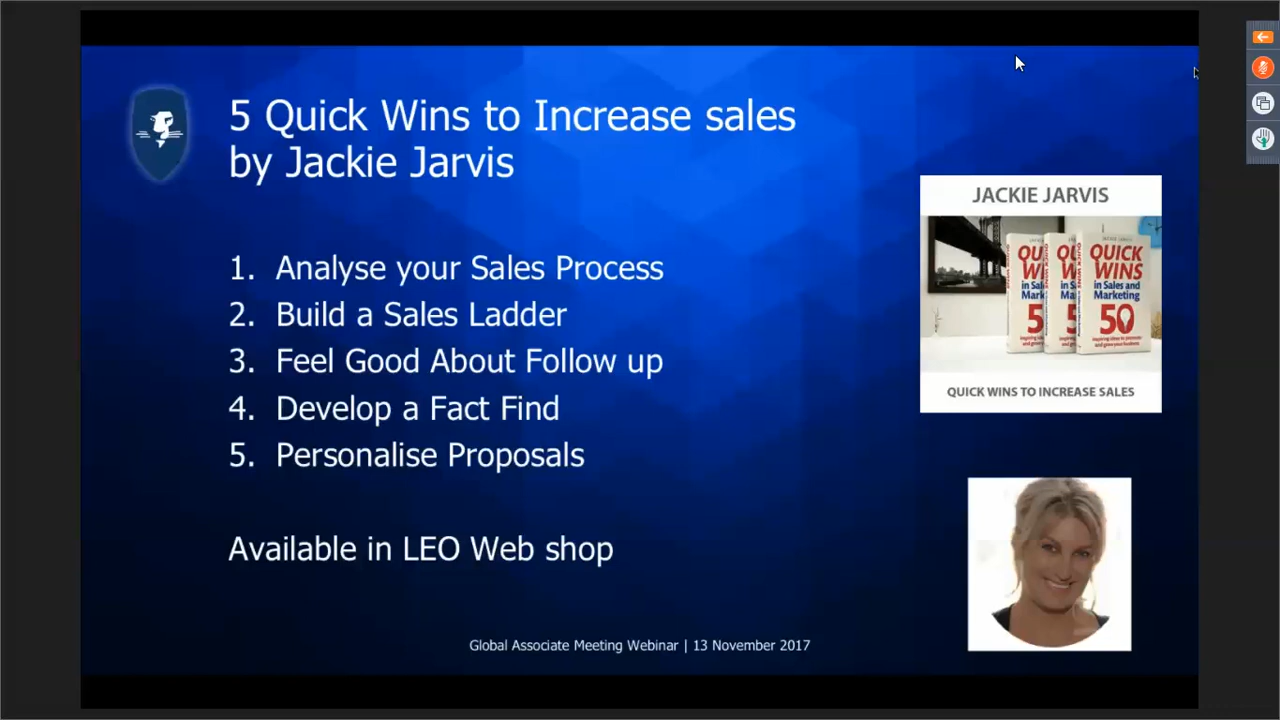 5 Quick Wins to Increase sales
by Jackie Jarvis
1. Analyse your Sales Process
2. Build a Sales Ladder
3. Feel Good About Follow up
4. Develop a Fact Find
5. Personalise Proposals
Available in LEO Web shop
JACKIE JARVIS
QUICK
WINS
in Sales and
Marketing
50
QUICK WINS TO INCREASE SALES
Global Associate Meeting Webinar | 13 November 2017